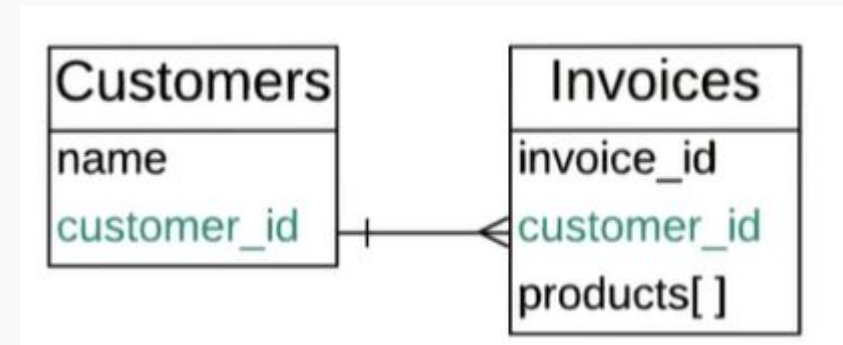 Customers
name
customer_id
Invoices
invoice_id
customer_id
products[ ]